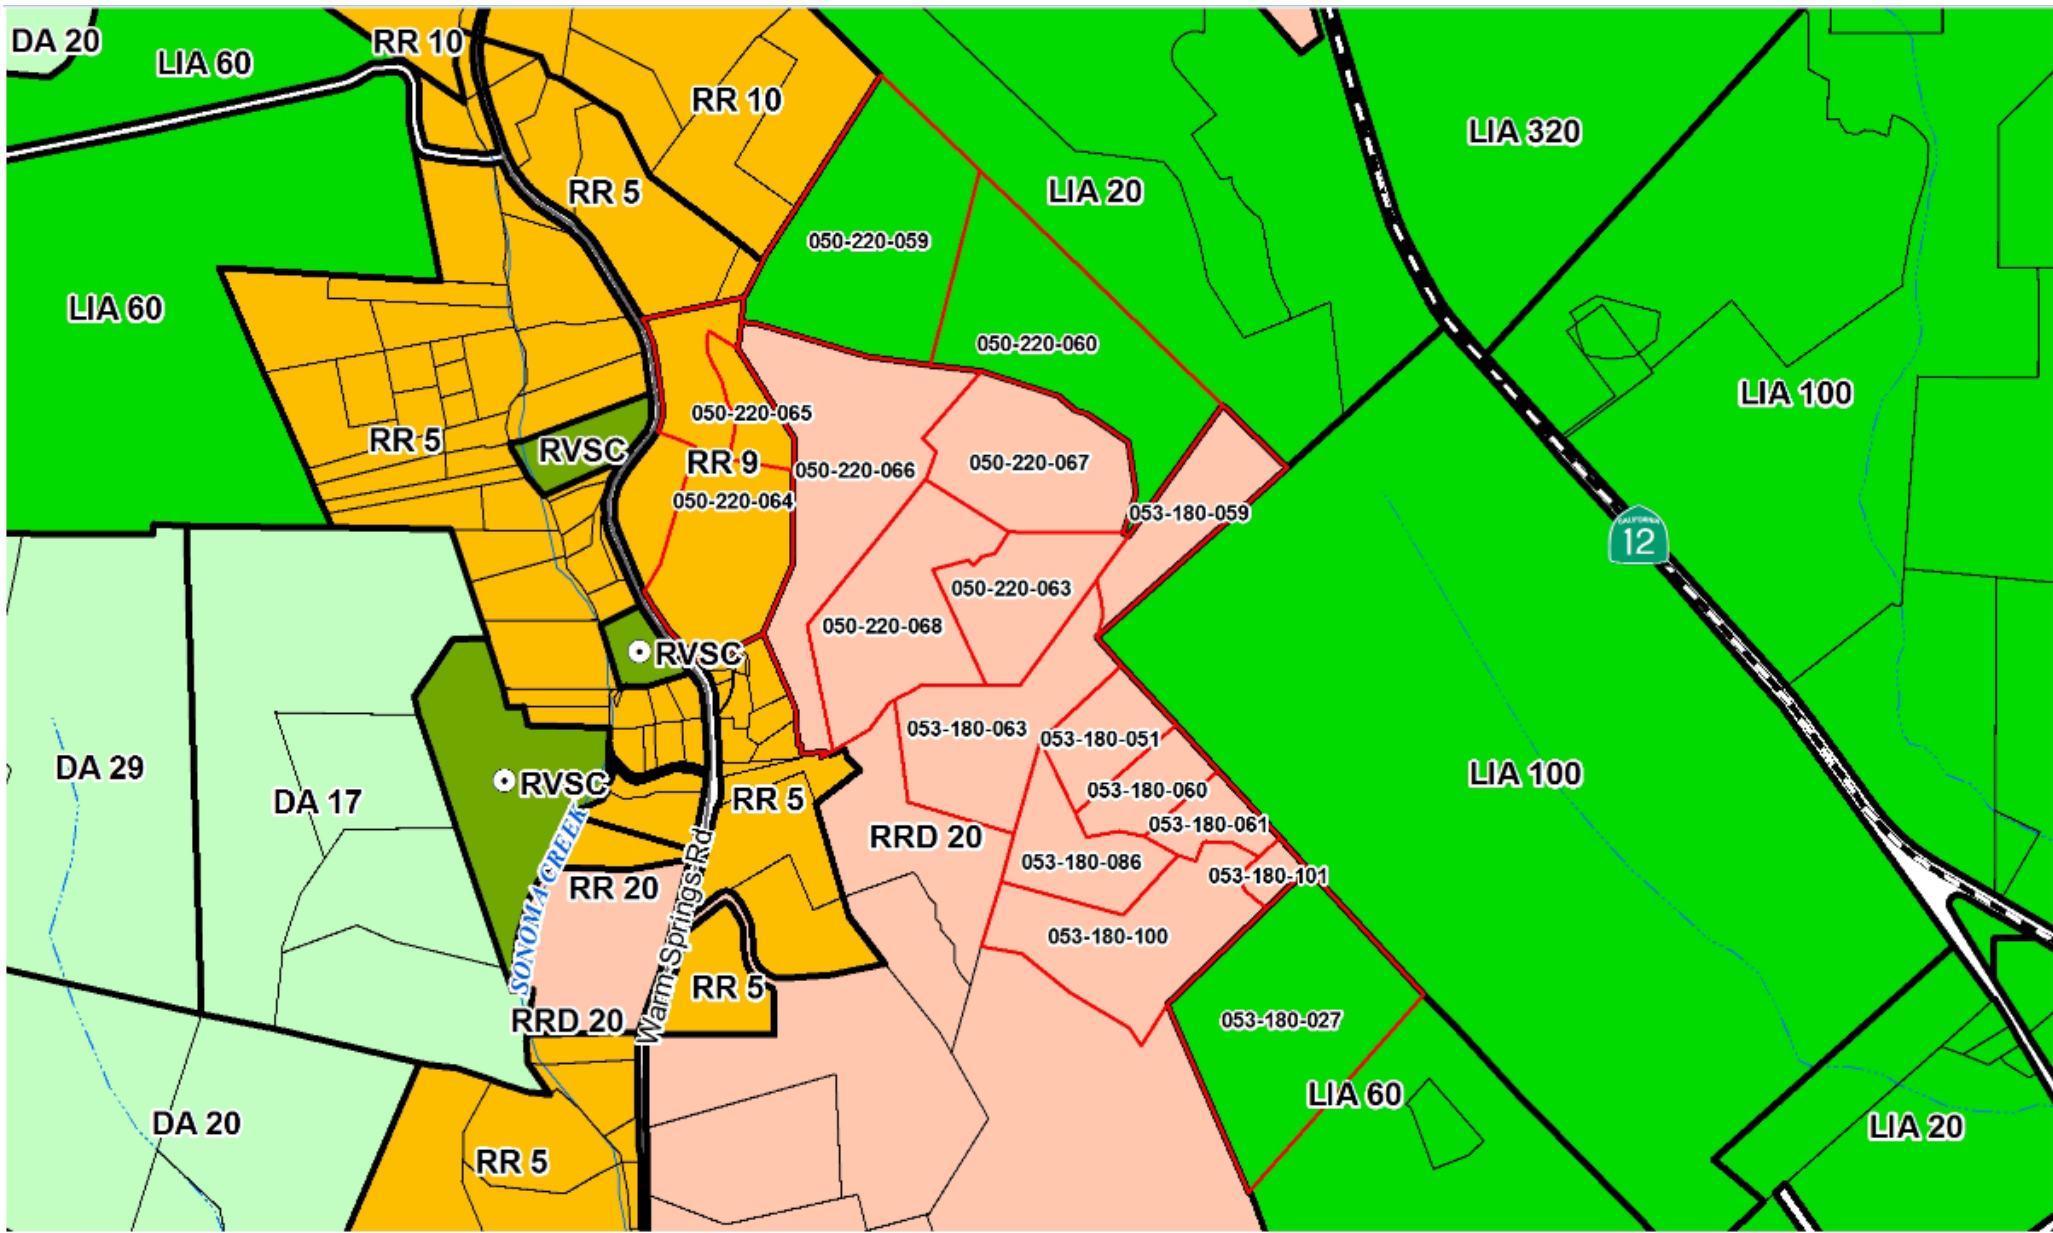 DA 20
LIA 60
RR 10
RR 10
LIA 320
RR 5
LIA 20
050-220-059
LIA 60
050-220-060
LIA 100
050-220-065
RR 5
RVSC
RR 9
050-220-066
050-220-067
050-220-064
053-180-059
CALIFORNIA
12
050-220-063
050-220-068
RVSC
053-180-063
053-180-051
DA 29
RVSC
LIA 100
DA 17
RR 5
053-180-060
053-180-061
RRD 20
053-180-086
053-180-101
RR 20
SONOMA CREEK
Warm Springs Rd
053-180-100
RR 5
RRD 20
053-180-027
LIA 60
DA 20
LIA 20
RR 5